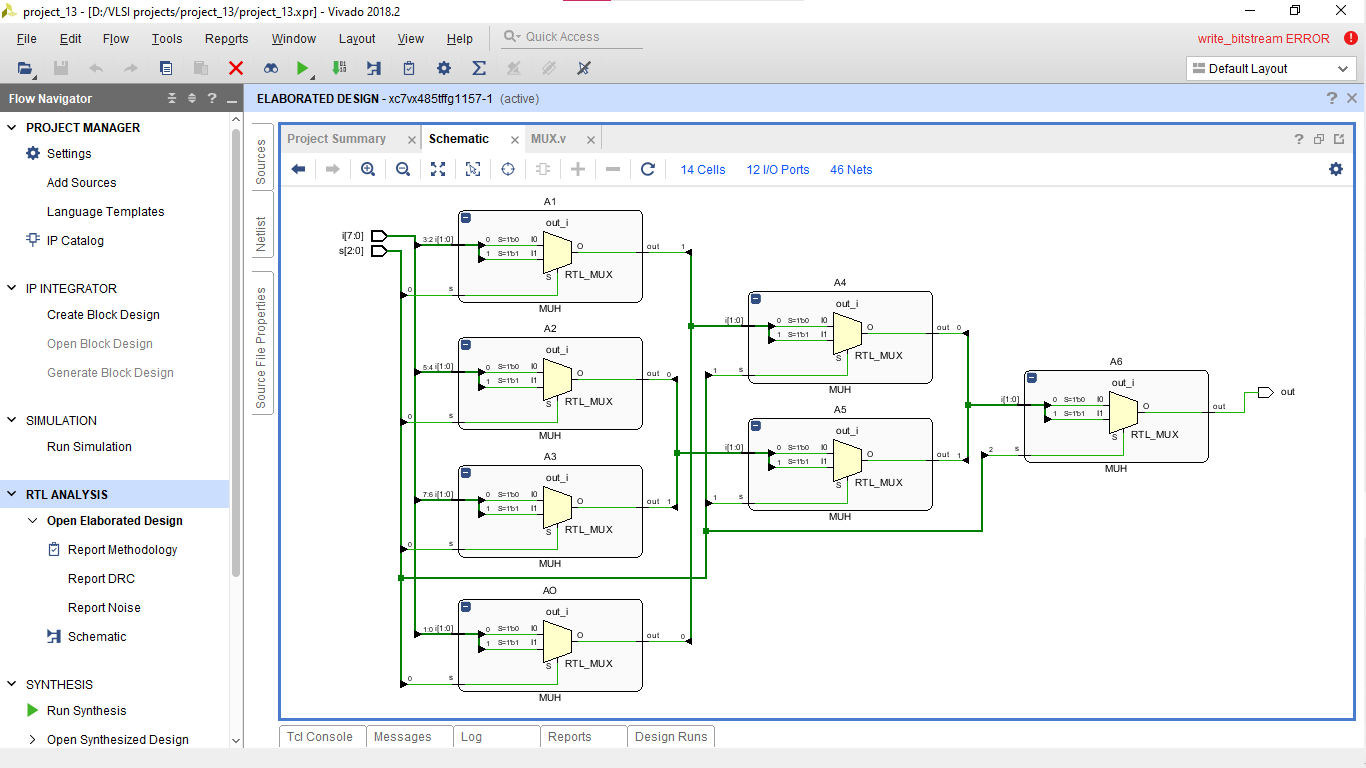 project_13 - [D:/VLSI projects/project_13/project_13.xpr] - Vivado 2018.2
File Edit Flow Tools Reports Window Layout View Help Quick Access write_bitstream ERROR
Default Layout
Flow Navigator
ELABORATED DESIGN - xc7vx485tffg1157-1 (active)
PROJECT MANAGER
Settings
Add Sources
Language Templates
IP Catalog
IP INTEGRATOR
Create Block Design
Open Block Design
Generate Block Design
SIMULATION
Run Simulation
RTL ANALYSIS
Open Elaborated Design
Report Methodology
Report DRC
Report Noise
Schematic
SYNTHESIS
Run Synthesis
Open Synthesized Design
Sources
Netlist
Source File Properties
Project Summary Schematic MUX.v
14 Cells 12 I/O Ports 46 Nets
i[7:0]
s[2:0]
A1
out_i
3:2 i[1:0] 0 S=1'b0 I0 O out 1
1 S=1'b1 I1
S RTL_MUX
0 s
MUH
A2
out_i
5:4 i[1:0] 0 S=1'b0 I0 O out 0
1 S=1'b1 I1
S RTL_MUX
0 s
MUH
A3
out_i
7:6 i[1:0] 0 S=1'b0 I0 O out 1
1 S=1'b1 I1
S RTL_MUX
0 s
MUH
AO
out_i
1:0 i[1:0] 0 S=1'b0 I0 O out 0
1 S=1'b1 I1
S RTL_MUX
0 s
MUH
A4
out_i
i[1:0] 0 S=1'b0 I0 O out 0
1 S=1'b1 I1
S RTL_MUX
1 s
MUH
A5
out_i
i[1:0] 0 S=1'b0 I0 O out 1
1 S=1'b1 I1
S RTL_MUX
1 s
MUH
A6
out_i
i[1:0] 0 S=1'b0 I0 O out
1 S=1'b1 I1
S RTL_MUX
2 s
MUH
out
Tcl Console Messages Log Reports Design Runs